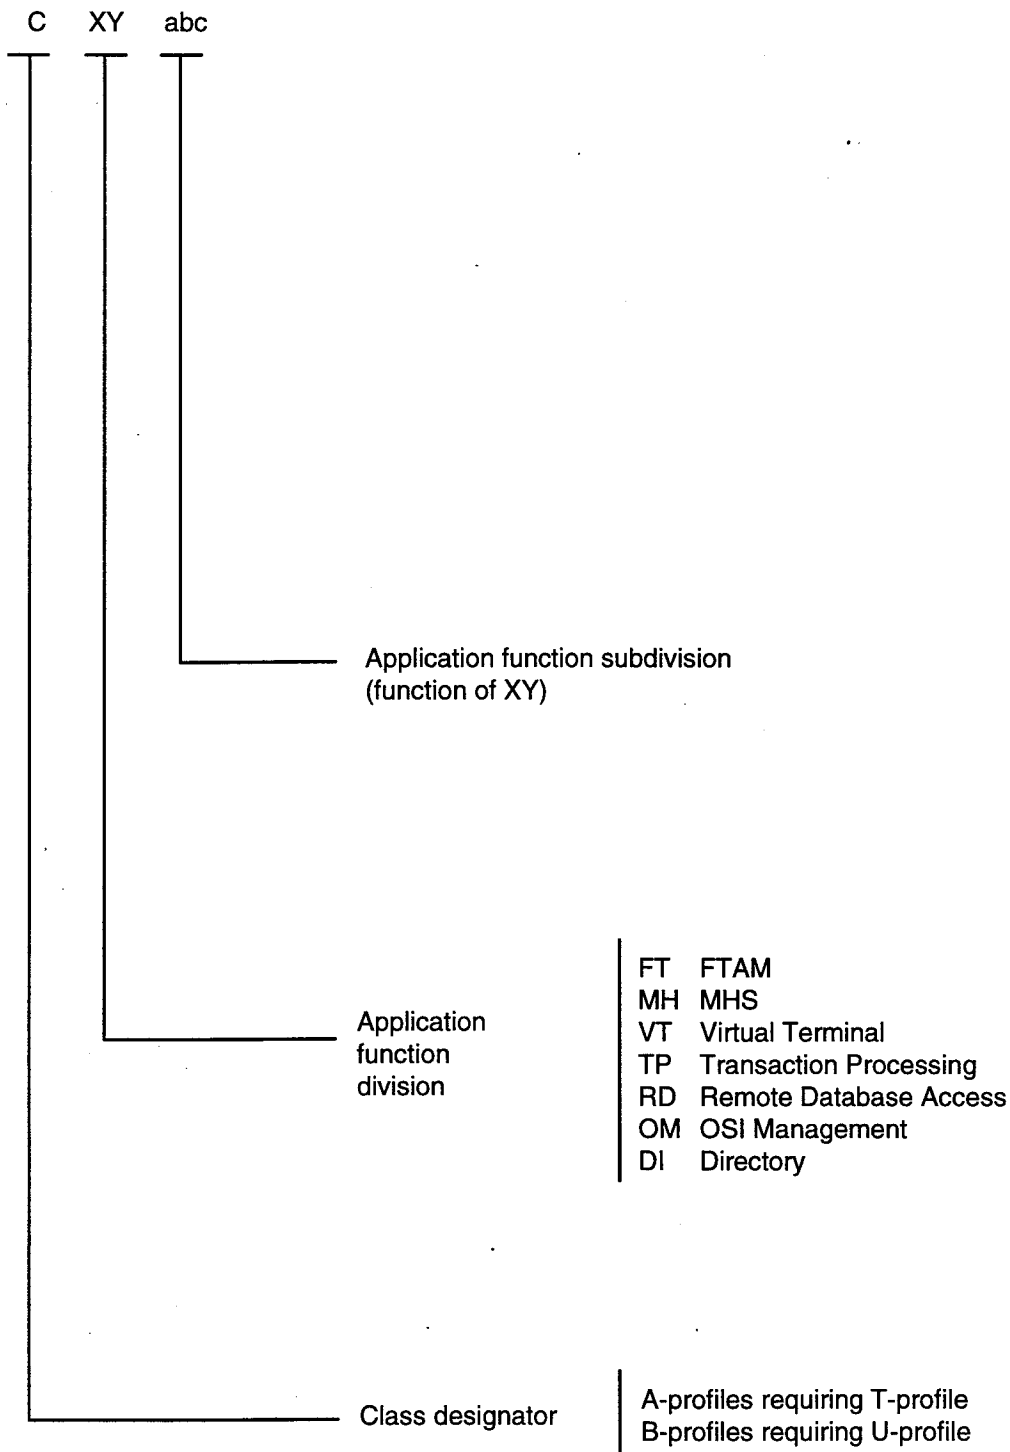 C XY abc
Application function subdivision
(function of XY)
Application
function
division
FT FTAM
MH MHS
VT Virtual Terminal
TP Transaction Processing
RD Remote Database Access
OM OSI Management
DI Directory
Class designator
A-profiles requiring T-profile
B-profiles requiring U-profile